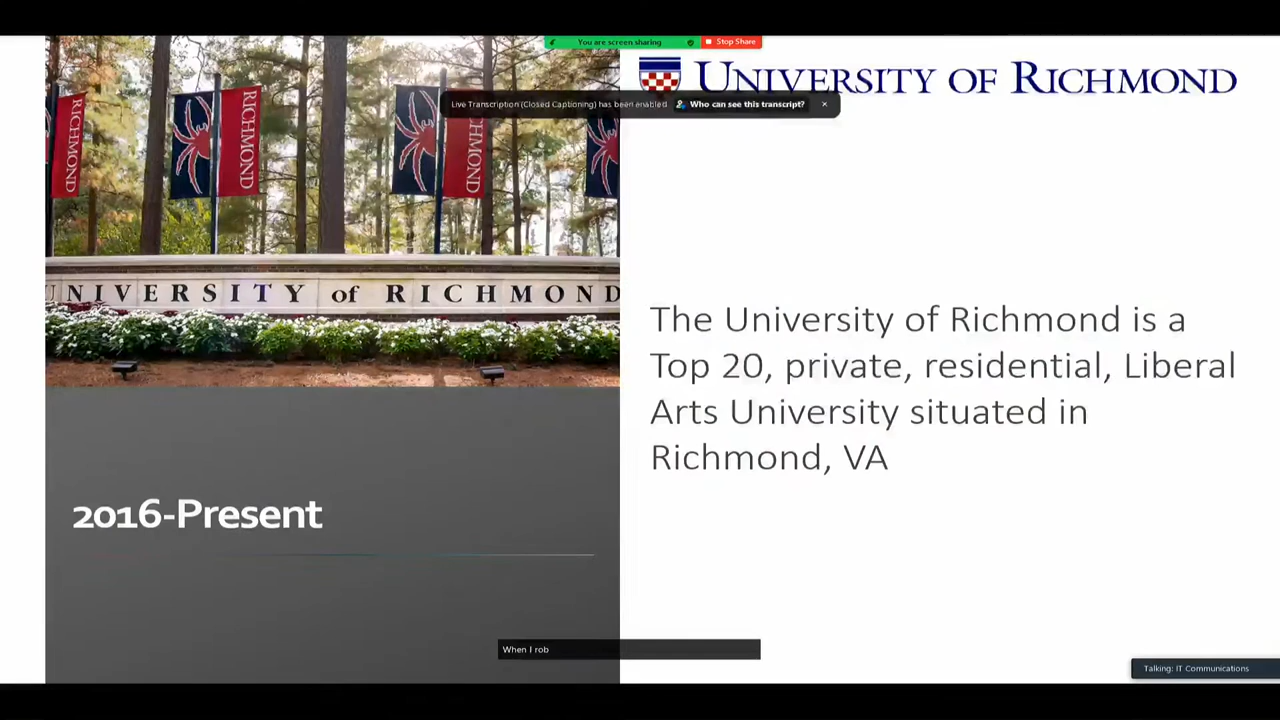 You are screen sharing
Stop Share
UNIVERSITY OF RICHMOND
Live Transcription (Closed Captioning) has been enabled
Who can see this transcript?
RICHMOND
RICHMOND
RICHMOND
UNIVERSITY of RICHMOND
The University of Richmond is a
Top 20, private, residential, Liberal
Arts University situated in
Richmond, VA
2016-Present
When I rob
Talking: IT Communications